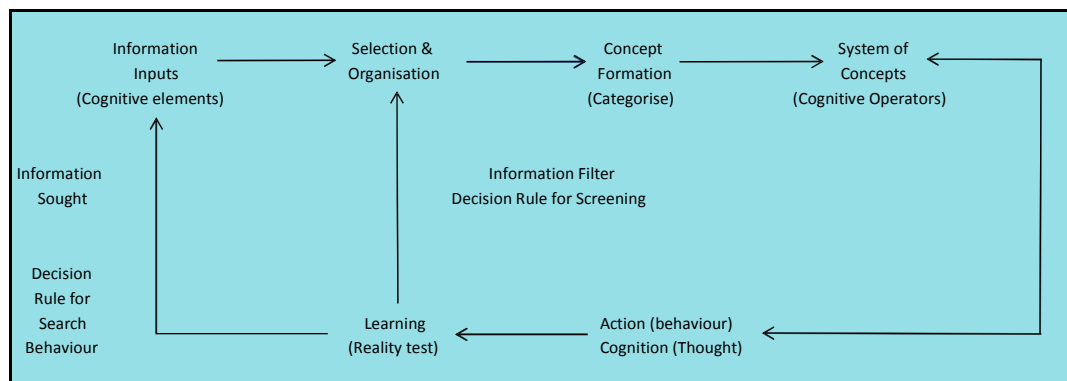 Information
Inputs
(Cognitive elements)
Selection &
Organisation
Concept
Formation
(Categorise)
System of
Concepts
(Cognitive Operators)
Information
Sought
Information Filter
Decision Rule for Screening
Decision
Rule for
Search
Behaviour
Learning
(Reality test)
Action (behaviour)
Cognition (Thought)